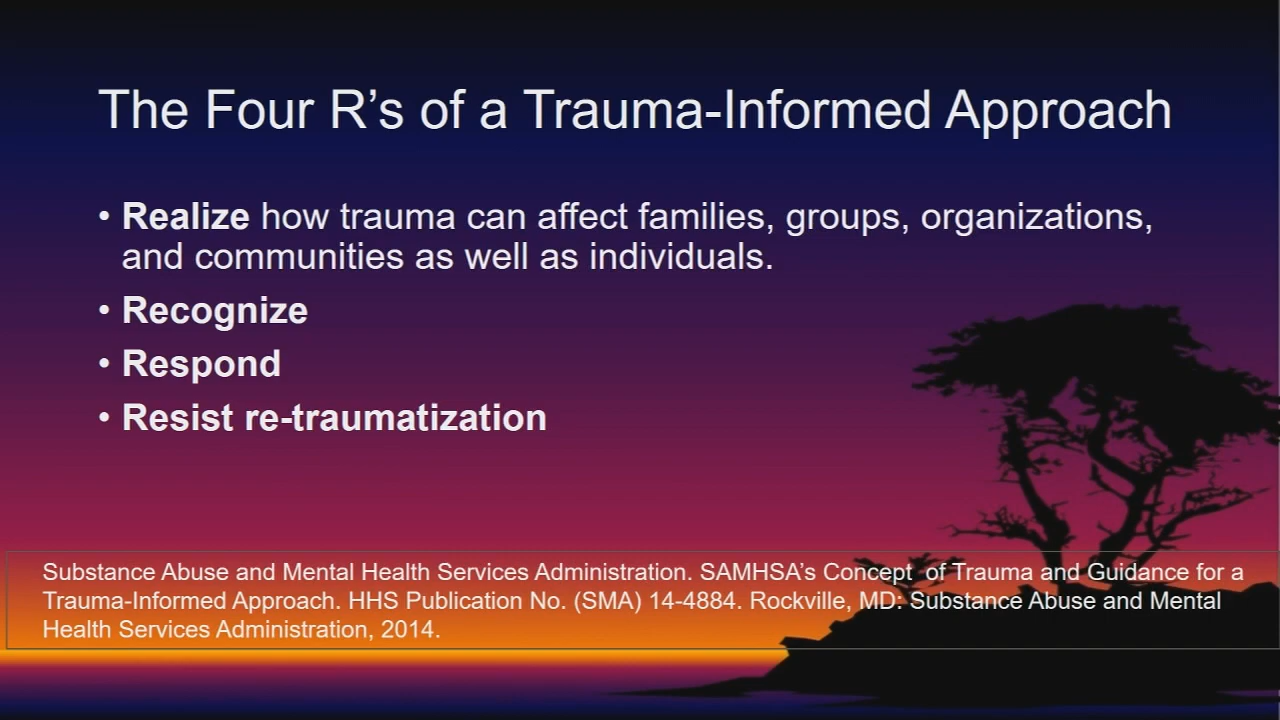 The Four R’s of a Trauma-Informed Approach
• Realize how trauma can affect families, groups, organizations,
and communities as well as individuals.
• Recognize
• Respond
• Resist re-traumatization
Substance Abuse and Mental Health Services Administration. SAMHSA’s Concept  of Trauma and Guidance for a
Trauma-Informed Approach. HHS Publication No. (SMA) 14-4884. Rockville, MD: Substance Abuse and Mental
Health Services Administration, 2014.